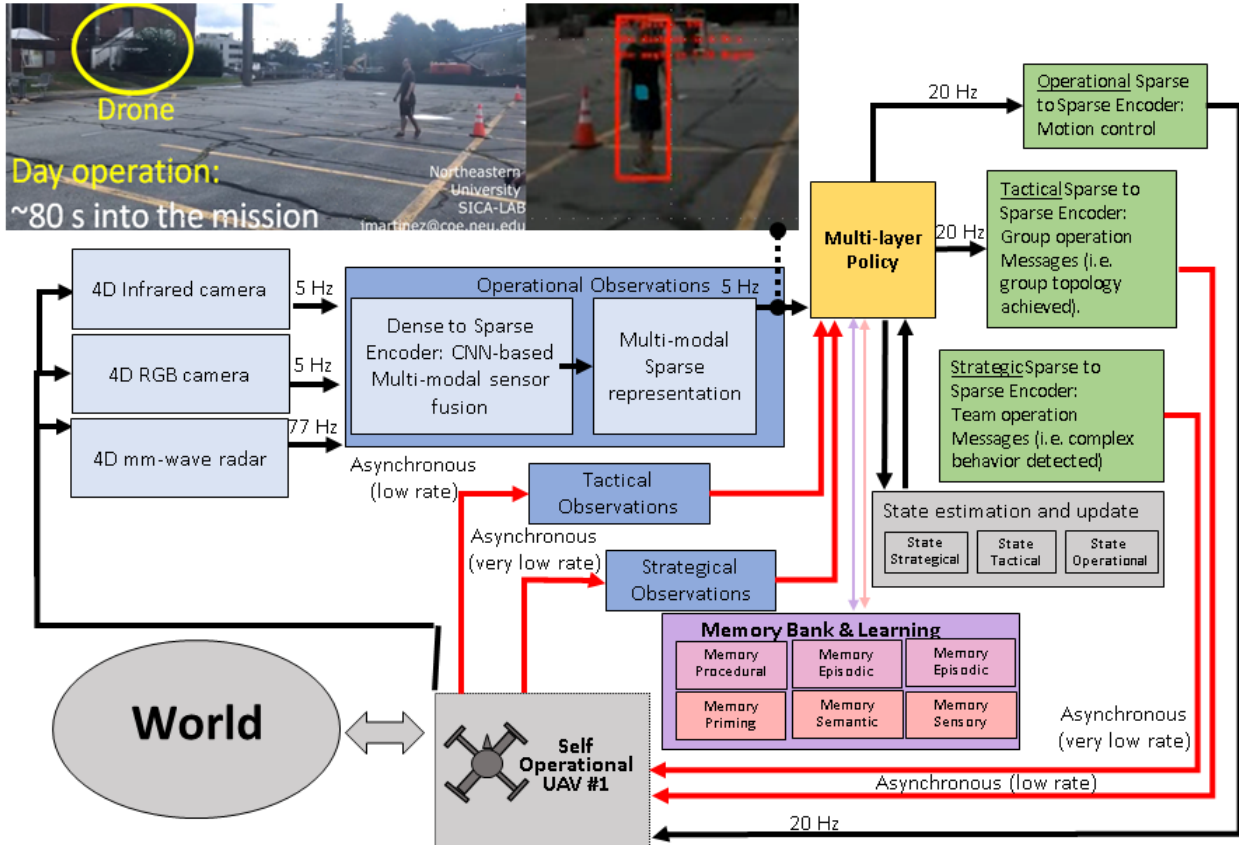 Drone
Day operation:
~80 s into the mission
Northeastern
University
SICA-LAB
jmartinez@coe.neu.edu
20 Hz
Operational Sparse
to Sparse Encoder:
Motion control
Multi-layer
Policy
20 Hz
Tactical Sparse to
Sparse Encoder:
Group operation
Messages (i.e.
group topology
achieved).
4D Infrared camera
5 Hz
4D RGB camera
5 Hz
4D mm-wave radar
77 Hz
Operational Observations
5 Hz
Dense to Sparse
Encoder: CNN-based
Multi-modal sensor
fusion
Multi-modal
Sparse
representation
Strategic Sparse to
Sparse Encoder:
Team operation
Messages (i.e. complex
behavior detected)
Asynchronous
(low rate)
Tactical
Observations
Asynchronous
(very low rate)
Strategical
Observations
State estimation and update
State
Strategical
State
Tactical
State
Operational
Memory Bank & Learning
Memory
Procedural
Memory
Episodic
Memory
Episodic
Memory
Priming
Memory
Semantic
Memory
Sensory
World
Self
Operational
UAV #1
Asynchronous
(very low rate)
Asynchronous (low rate)
20 Hz